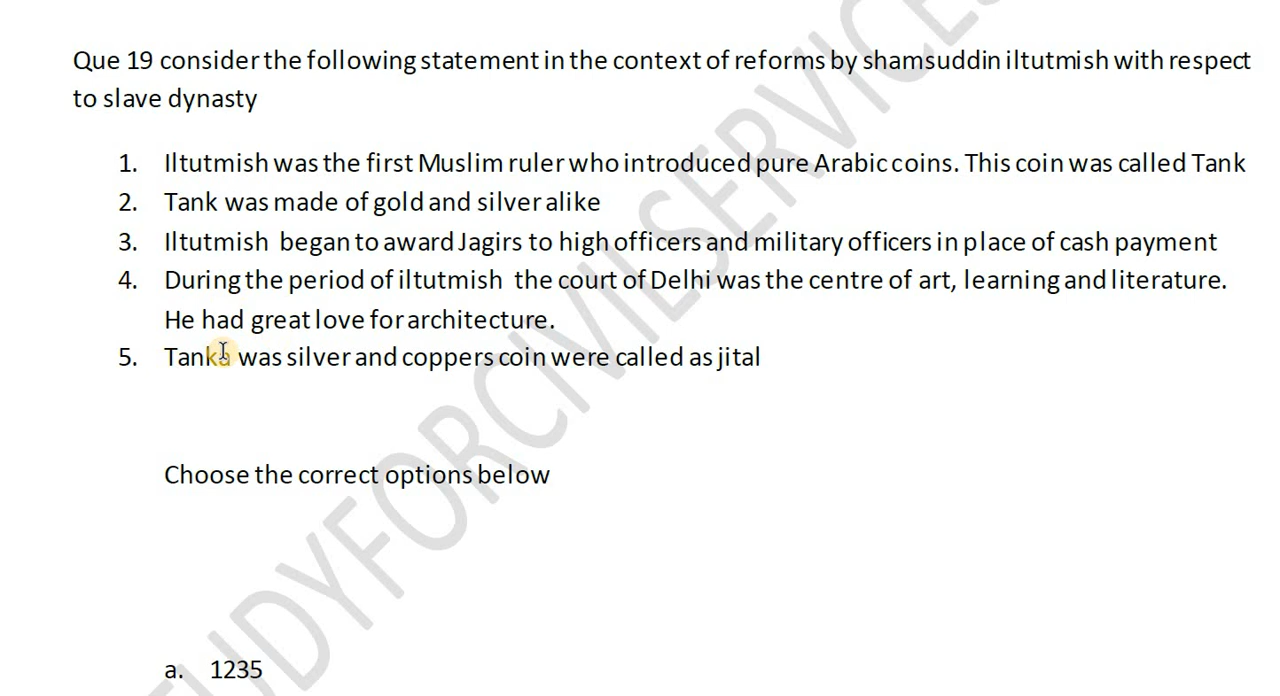 Que 19 consider the following statement in the context of reforms by shamsuddin iltutmish with respect
to slave dynasty
1. Iltutmish was the first Muslim ruler who introduced pure Arabic coins. This coin was called Tank
2. Tank was made of gold and silver alike
3. Iltutmish began to award Jagirs to high officers and military officers in place of cash payment
4. During the period of iltutmish the court of Delhi was the centre of art, learning and literature.
He had great love for architecture.
5. Tanka was silver and coppers coin were called as jital
Choose the correct options below
a. 1235
STUDYFORCIVILSERVICES